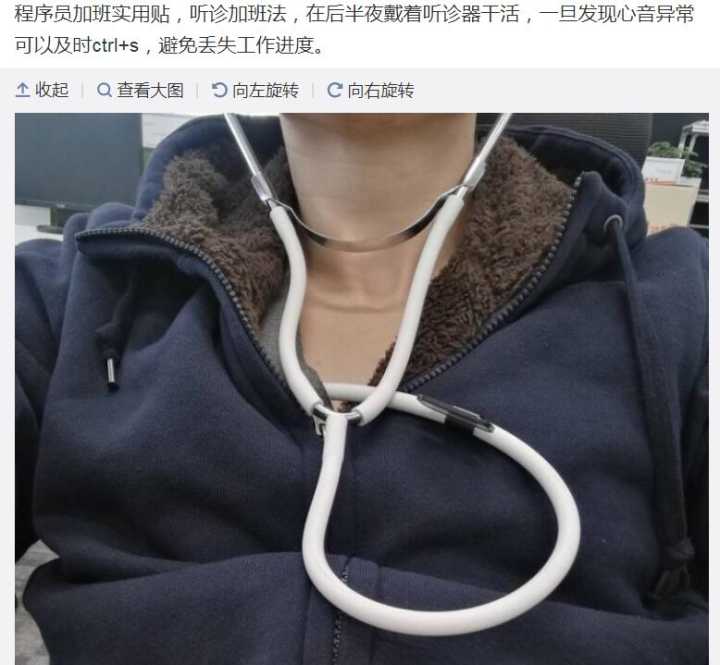 程序员加班实用贴，听诊加班法，在后半夜戴着听诊器干活，一旦发现心音异常
可以及时ctrl+s，避免丢失工作进度。
收起 查看大图 向左旋转 向右旋转